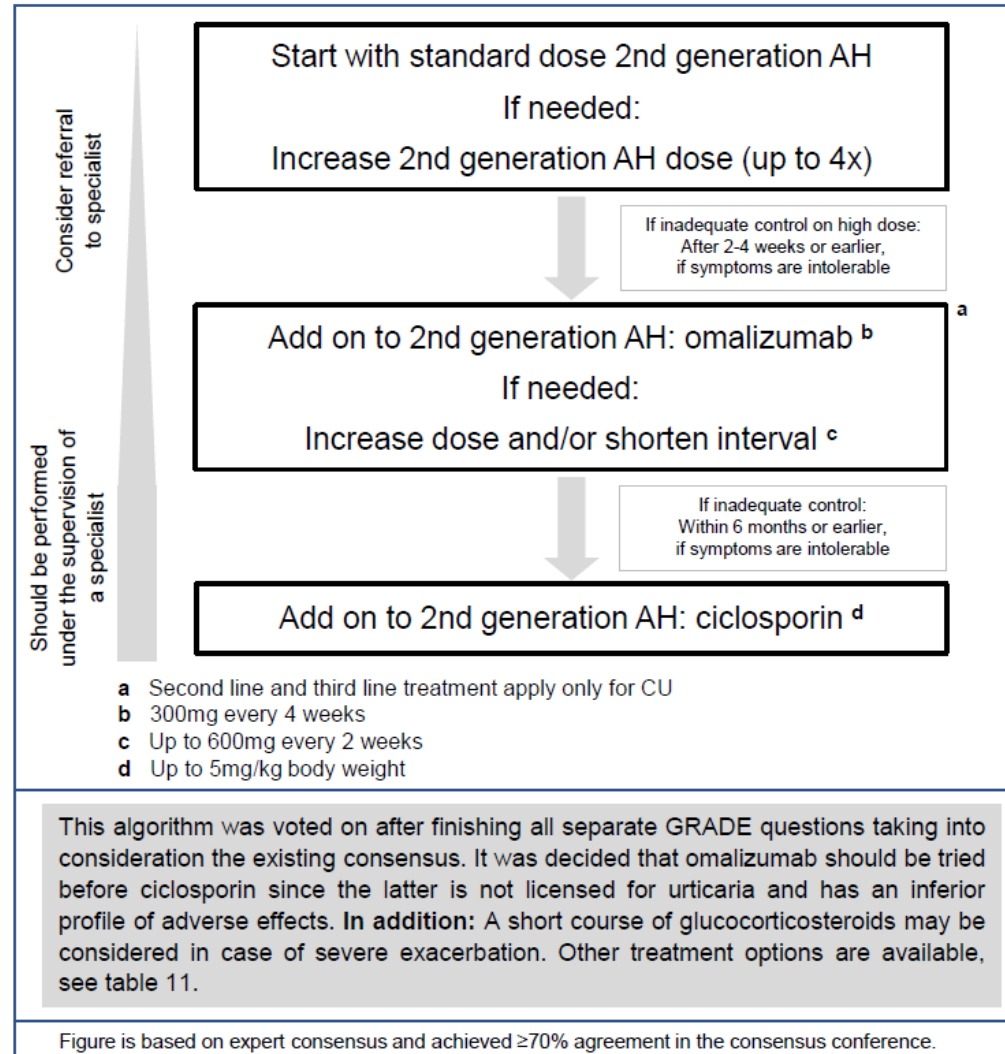 Consider referral
to specialist
Should be performed
under the supervision of
a specialist
Start with standard dose 2nd generation AH
If needed:
Increase 2nd generation AH dose (up to 4x)
If inadequate control on high dose:
After 2-4 weeks or earlier,
if symptoms are intolerable
a
Add on to 2nd generation AH: omalizumab b
If needed:
Increase dose and/or shorten interval c
If inadequate control:
Within 6 months or earlier,
if symptoms are intolerable
Add on to 2nd generation AH: ciclosporin d
a Second line and third line treatment apply only for CU
b 300mg every 4 weeks
c Up to 600mg every 2 weeks
d Up to 5mg/kg body weight
This algorithm was voted on after finishing all separate GRADE questions taking into
consideration the existing consensus. It was decided that omalizumab should be tried
before ciclosporin since the latter is not licensed for urticaria and has an inferior
profile of adverse effects. In addition: A short course of glucocorticosteroids may be
considered in case of severe exacerbation. Other treatment options are available,
see table 11.
Figure is based on expert consensus and achieved ≥70% agreement in the consensus conference.